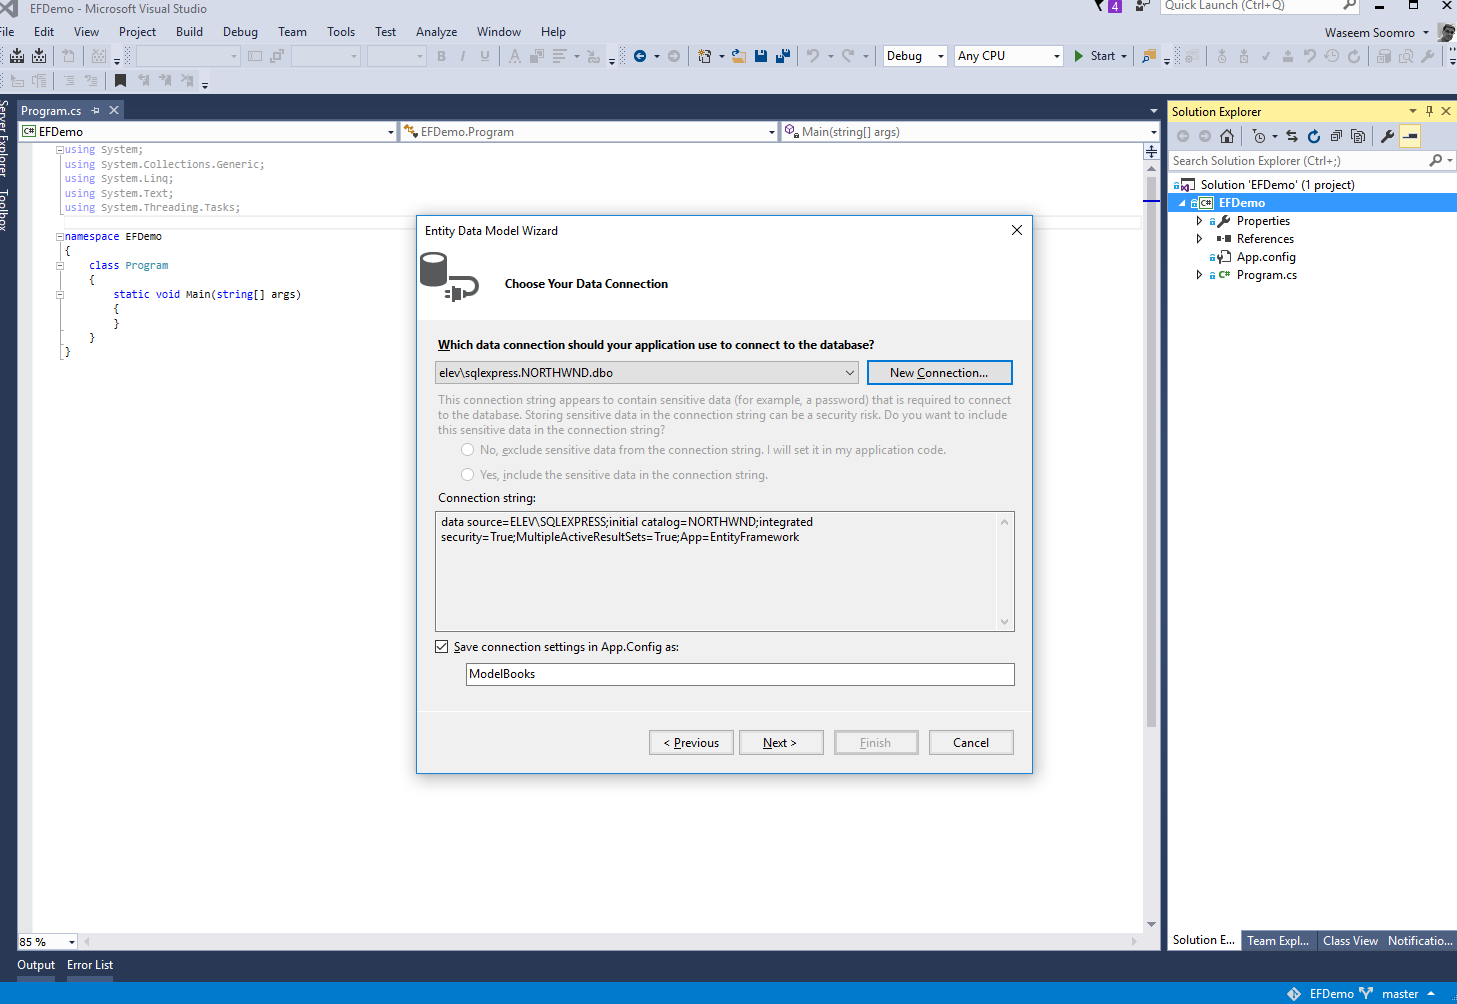 EFDemo - Microsoft Visual Studio
4
Quick Launch (Ctrl+Q)
File Edit View Project Build Debug Team Tools Test Analyze Window Help
Waseem Soomro
Debug Any CPU Start
Server Explorer
Toolbox
Program.cs
C# EFDemo EFDemo.Program Main(string[] args)
using System;
using System.Collections.Generic;
using System.Linq;
using System.Text;
using System.Threading.Tasks;
namespace EFDemo
{
class Program
{
static void Main(string[] args)
{
}
}
}
85 %
Entity Data Model Wizard
Choose Your Data Connection
Which data connection should your application use to connect to the database?
elev\sqlexpress.NORTHWND.dbo
New Connection...
This connection string appears to contain sensitive data (for example, a password) that is required to connect
to the database. Storing sensitive data in the connection string can be a security risk. Do you want to include
this sensitive data in the connection string?
No, exclude sensitive data from the connection string. I will set it in my application code.
Yes, include the sensitive data in the connection string.
Connection string:
data source=ELEV\SQLEXPRESS;initial catalog=NORTHWND;integrated
security=True;MultipleActiveResultSets=True;App=EntityFramework
Save connection settings in App.Config as:
ModelBooks
< Previous Next > Finish Cancel
Solution Explorer
Search Solution Explorer (Ctrl+;)
Solution 'EFDemo' (1 project)
C# EFDemo
Properties
References
App.config
C# Program.cs
Solution E... Team Expl... Class View Notificatio...
Output Error List
EFDemo master